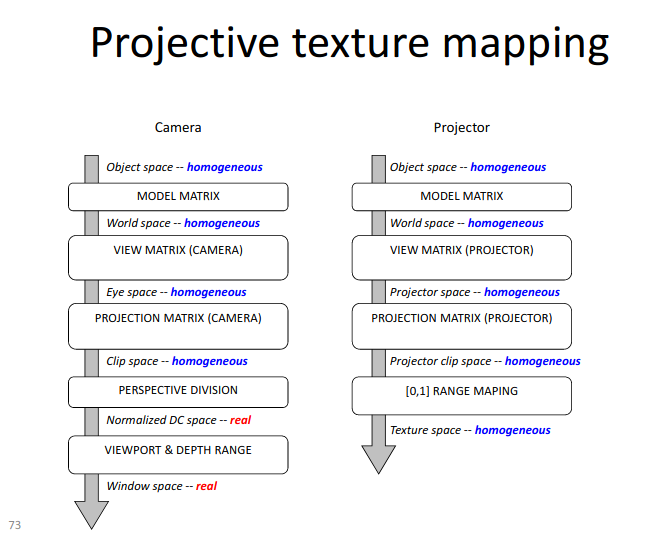 Projective texture mapping
Camera
Object space -- homogeneous
MODEL MATRIX
World space -- homogeneous
VIEW MATRIX (CAMERA)
Eye space -- homogeneous
PROJECTION MATRIX (CAMERA)
Clip space -- homogeneous
PERSPECTIVE DIVISION
Normalized DC space -- real
VIEWPORT & DEPTH RANGE
Window space -- real
Projector
Object space -- homogeneous
MODEL MATRIX
World space -- homogeneous
VIEW MATRIX (PROJECTOR)
Projector space -- homogeneous
PROJECTION MATRIX (PROJECTOR)
Projector clip space -- homogeneous
[0,1] RANGE MAPING
Texture space -- homogeneous
73